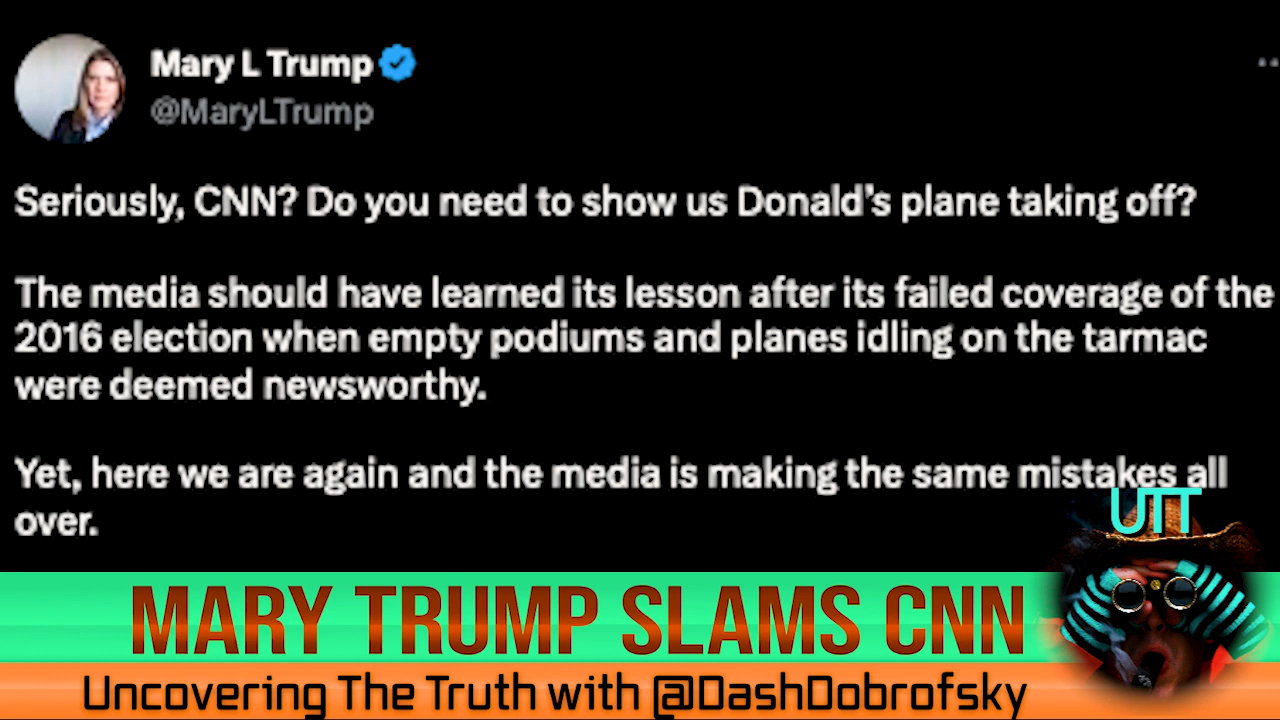 Mary L Trump
@MaryLTrump
Seriously, CNN? Do you need to show us Donald's plane taking off?
The media should have learned its lesson after its failed coverage of the
2016 election when empty podiums and planes idling on the tarmac
were deemed newsworthy.
Yet, here we are again and the media is making the same mistakes all
over.
UTT
MARY TRUMP SLAMS CNN
Uncovering The Truth with @DashDobrofsky